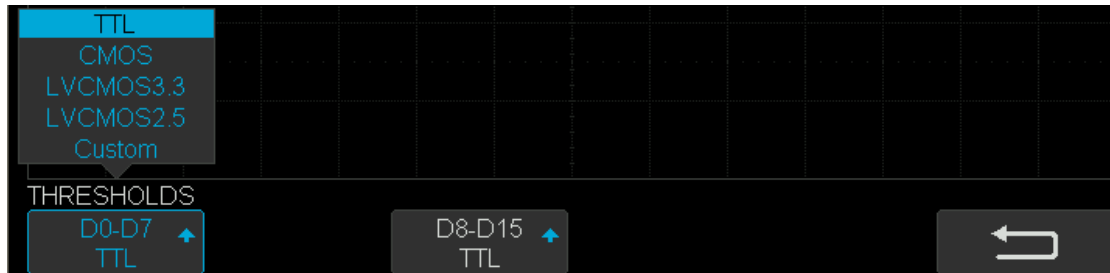 TTL
CMOS
LVCMOS3.3
LVCMOS2.5
Custom
THRESHOLDS
D0-D7
TTL
D8-D15
TTL